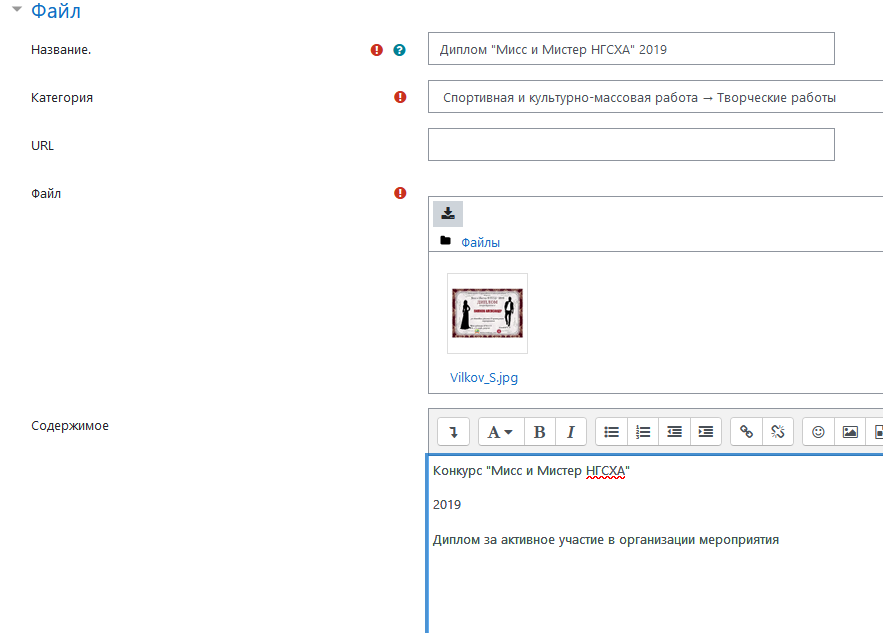 Файл
Название.
Диплом "Мисс и Мистер НГСХА" 2019
Категория
Спортивная и культурно-массовая работа → Творческие работы
URL
Файл
Файлы
ДИПЛОМ
Vilkov_S.jpg
Содержимое
A B I
Конкурс "Мисс и Мистер НГСХА"
2019
Диплом за активное участие в организации мероприятия